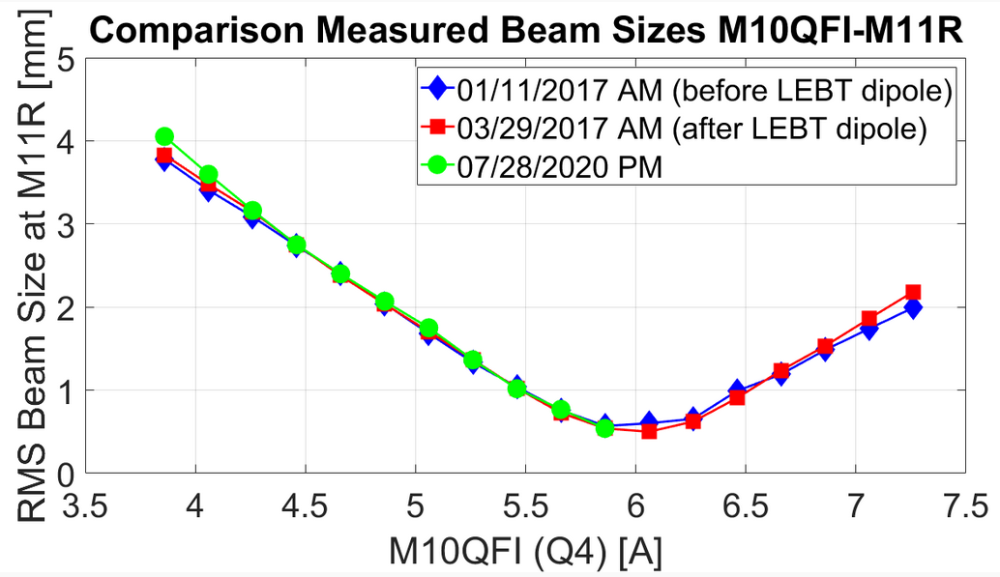 Comparison Measured Beam Sizes M10QFI-M11R
RMS Beam Size at M11R [mm]
5
4
3
2
1
0
01/11/2017 AM (before LEBT dipole)
03/29/2017 AM (after LEBT dipole)
07/28/2020 PM
3.5 4 4.5 5 5.5 6 6.5 7 7.5
M10QFI (Q4) [A]